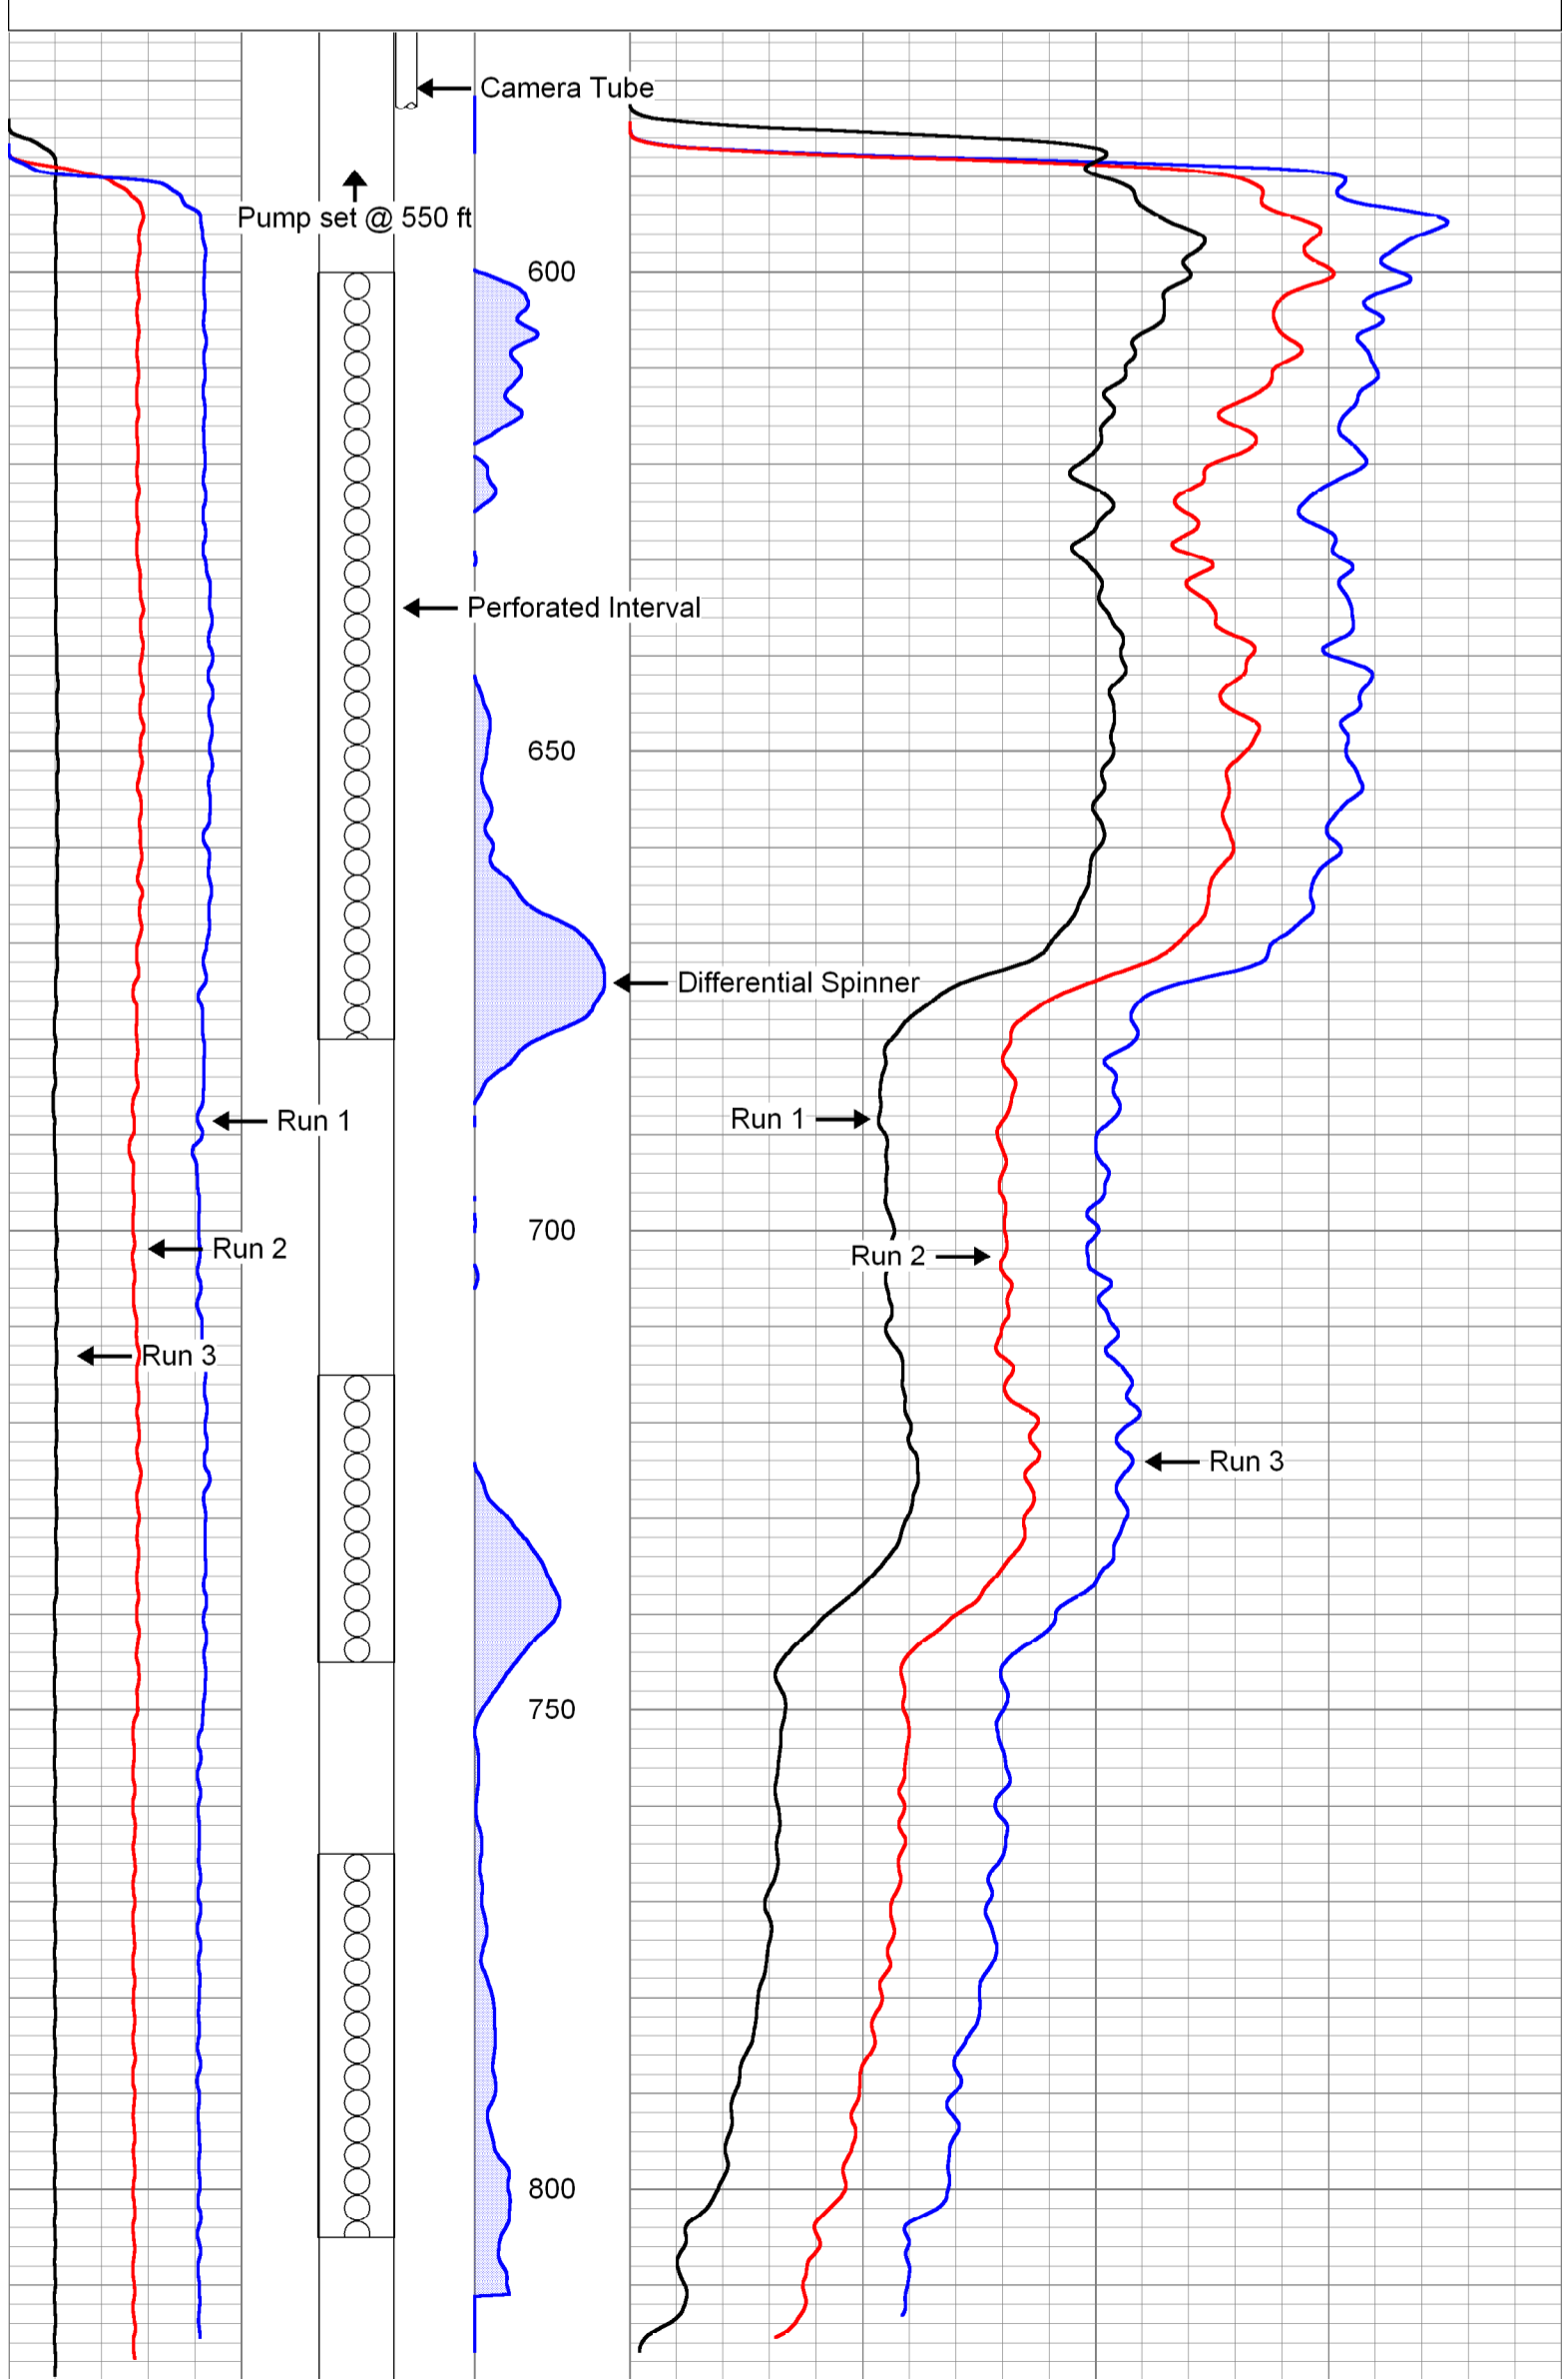 Camera Tube
Pump set @ 550 ft
600
Perforated Interval
650
Differential Spinner
Run 1
Run 1
700
Run 2
Run 2
Run 3
Run 3
750
800